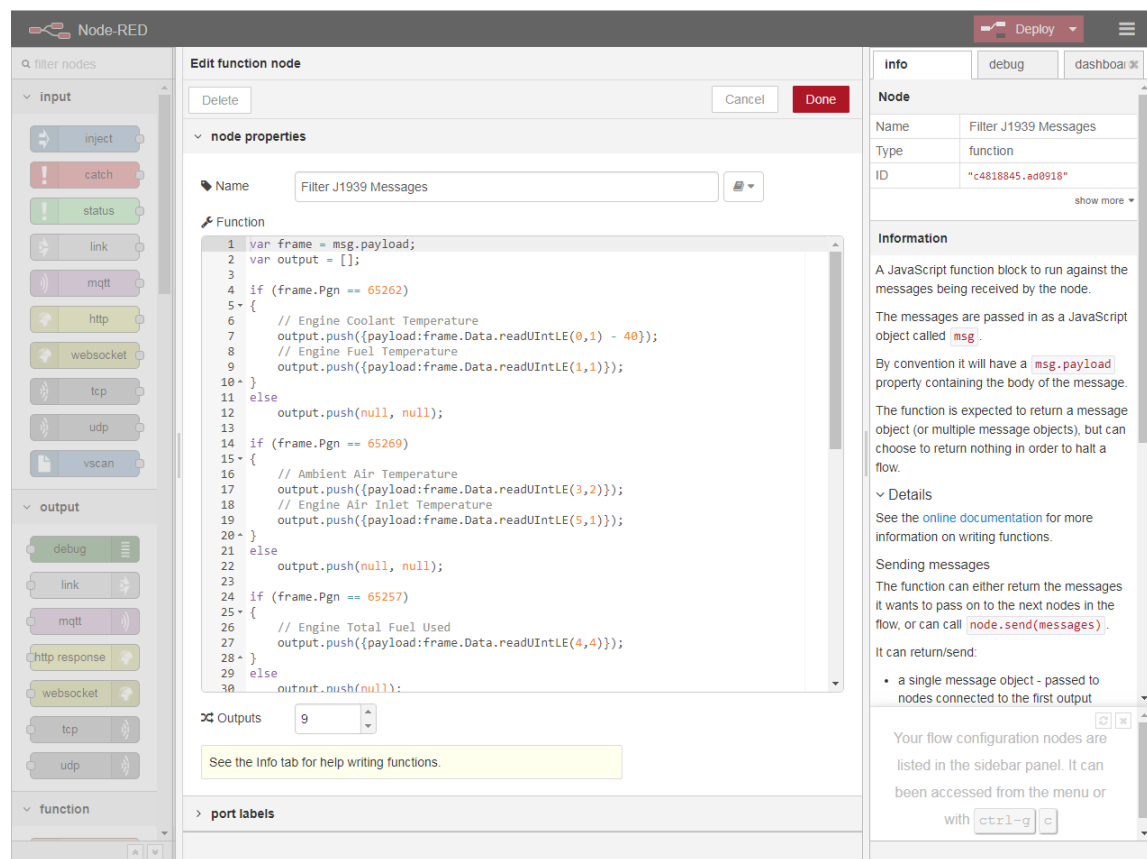 Node-RED
Deploy
filter nodes
input
inject
catch
status
link
mqtt
http
websocket
tcp
udp
vscan
output
debug
link
mqtt
http response
websocket
tcp
udp
function
Edit function node
Delete
Cancel
Done
node properties
Name
Filter J1939 Messages
Function
1 var frame = msg.payload;
2 var output = [];
3
4 if (frame.Pgn == 65262)
5 {
6 // Engine Coolant Temperature
7 output.push({payload:frame.Data.readUIntLE(0,1) - 40});
8 // Engine Fuel Temperature
9 output.push({payload:frame.Data.readUIntLE(1,1)});
10 }
11 else
12 output.push(null, null);
13
14 if (frame.Pgn == 65269)
15 {
16 // Ambient Air Temperature
17 output.push({payload:frame.Data.readUIntLE(3,2)});
18 // Engine Air Inlet Temperature
19 output.push({payload:frame.Data.readUIntLE(5,1)});
20 }
21 else
22 output.push(null, null);
23
24 if (frame.Pgn == 65257)
25 {
26 // Engine Total Fuel Used
27 output.push({payload:frame.Data.readUIntLE(4,4)});
28 }
29 else
30 output.push(null);
Outputs
9
See the Info tab for help writing functions.
port labels
info
debug
dashboar
Node
Name Filter J1939 Messages
Type function
ID "c4818845.ad0918"
show more
Information
A JavaScript function block to run against the
messages being received by the node.
The messages are passed in as a JavaScript
object called msg .
By convention it will have a msg.payload
property containing the body of the message.
The function is expected to return a message
object (or multiple message objects), but can
choose to return nothing in order to halt a
flow.
Details
See the online documentation for more
information on writing functions.
Sending messages
The function can either return the messages
it wants to pass on to the next nodes in the
flow, or can call node.send(messages) .
It can return/send:
• a single message object - passed to
nodes connected to the first output
Your flow configuration nodes are
listed in the sidebar panel. It can
been accessed from the menu or
with ctrl-g c